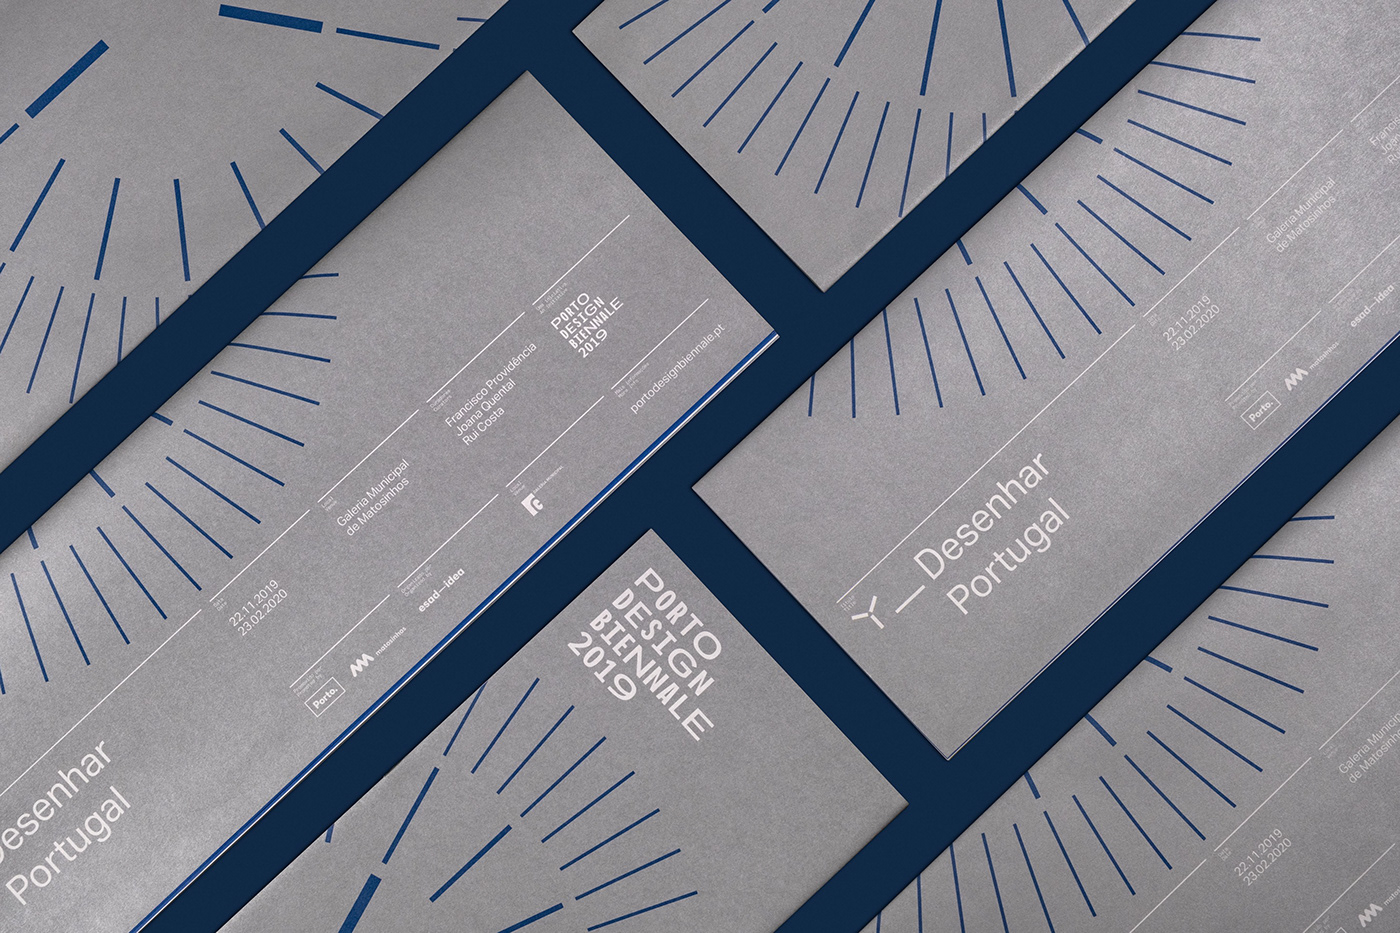 PORTO
DESIGN
BIENNALE
2019
Francisco Providência
Joana Quental
Rui Costa
portodesignbiennale.pt
Galeria Municipal
de Matosinhos
22.11.2019
23.02.2020
esad—idea
matosinhos
Porto.
Desenhar
Portugal
PORTO
DESIGN
BIENNALE
2019
Y — Desenhar
Portugal
22.11.2019
23.02.2020
Galeria Municipal
de Matosinhos
Porto.
matosinhos
esad—idea
22.11.2019
23.02.2020
Galeria Municipal
de Matosinhos